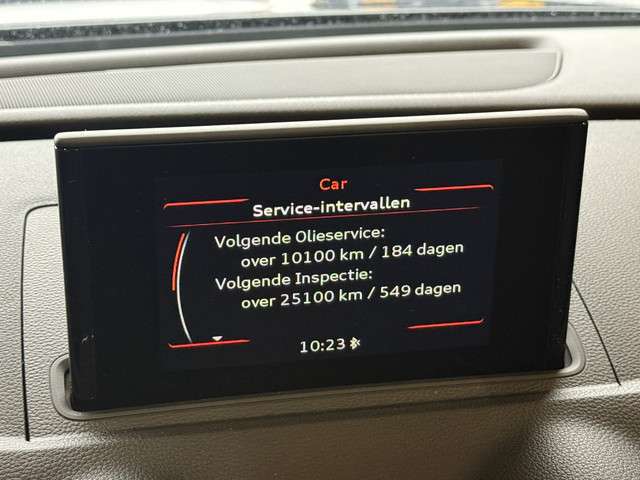 Car
Service-intervallen
Volgende Olieservice:
over 10100 km / 184 dagen
Volgende Inspectie:
over 25100 km / 549 dagen
10:23